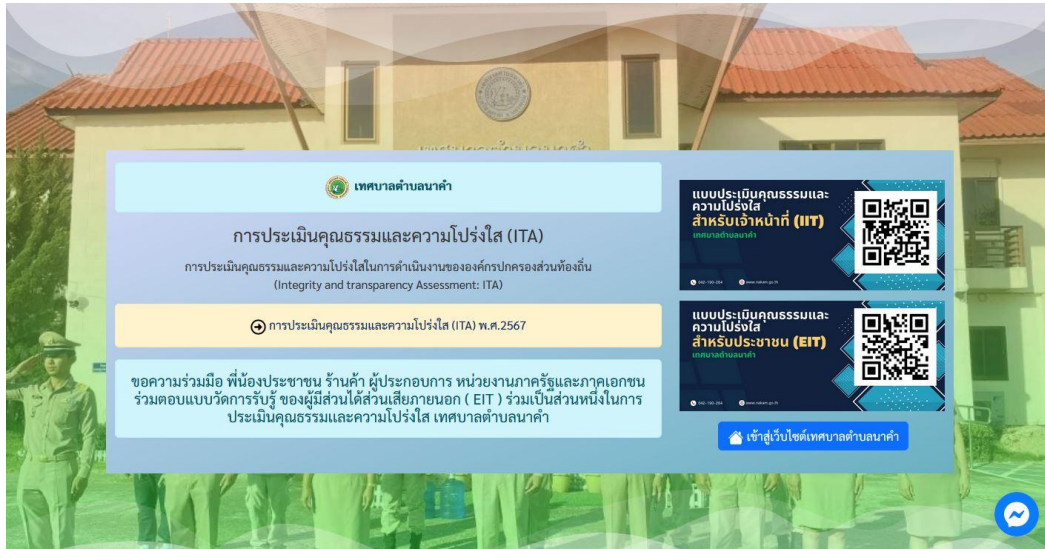 เทศบาลตำบลนาคำ
การประเมินคุณธรรมและความโปร่งใส (ITA)
การประเมินคุณธรรมและความโปร่งใสในการดำเนินงานขององค์กรปกครองส่วนท้องถิ่น
(Integrity and transparency Assessment: ITA)
การประเมินคุณธรรมและความโปร่งใส (ITA) พ.ศ.2567
ขอความร่วมมือ พี่น้องประชาชน ร้านค้า ผู้ประกอบการ หน่วยงานภาครัฐและภาคเอกชน
ร่วมตอบแบบวัดการรับรู้ ของผู้มีส่วนได้ส่วนเสียภายนอก ( EIT ) ร่วมเป็นส่วนหนึ่งในการ
ประเมินคุณธรรมและความโปร่งใส เทศบาลตำบลนาคำ
แบบประเมินคุณธรรมและ
ความโปร่งใส
สำหรับเจ้าหน้าที่ (IIT)
เทศบาลตำบลนาคำ
แบบประเมินคุณธรรมและ
ความโปร่งใส
สำหรับประชาชน (EIT)
เทศบาลตำบลนาคำ
เข้าสู่เว็บไซต์เทศบาลตำบลนาคำ